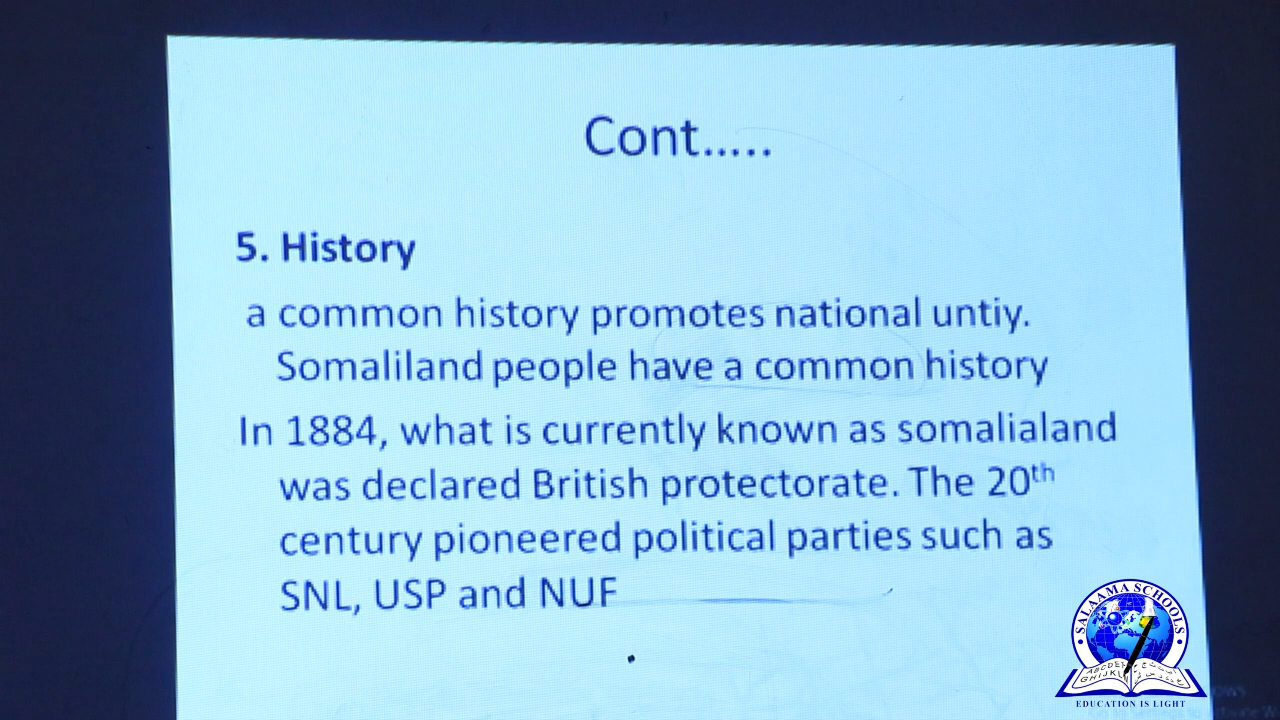 Cont.....
5. History
a common history promotes national untiy.
Somaliland people have a common history
In 1884, what is currently known as somalialand
was declared British protectorate. The 20th
century pioneered political parties such as
SNL, USP and NUF
SALAAMA SCHOOLS
ABCDEF
GHIJKL
EDUCATION IS LIGHT